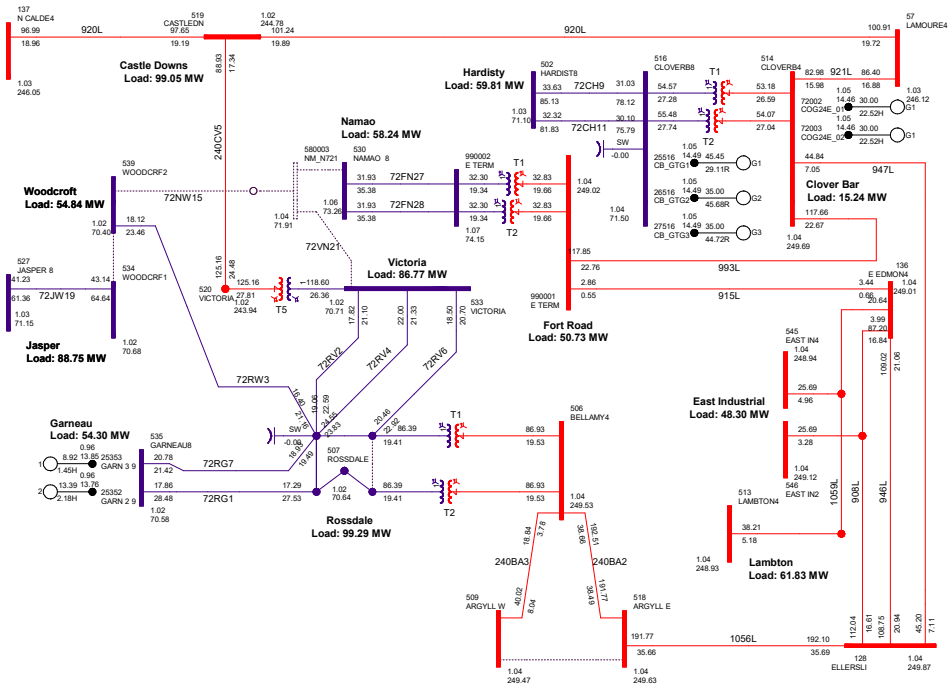 137
N CALDE4
96.99
18.96
1.03
246.05
920L
519
CASTLEDN
97.65
19.19
1.02
244.78
101.24
19.89
920L
100.91
19.72
57
LAMOURE4
1.03
246.12
Castle Downs
Load: 99.05 MW
88.93
17.34
240CV5
125.16
24.48
Hardisty
Load: 59.81 MW
502
HARDIST8
33.63
85.13
32.32
81.83
1.03
71.10
72CH9
72CH11
31.03
78.12
30.10
75.79
516
CLOVERB8
54.57
27.28
55.48
27.74
T1
T2
53.18
26.59
54.07
27.04
514
CLOVERB4
82.98
15.98
921L
86.40
16.88
72002
COG24E_01
1.05
14.46
30.00
22.52H
G1
72003
COG24E_02
1.05
14.46
30.00
22.52H
G2
44.84
7.05
947L
Clover Bar
Load: 15.24 MW
117.66
22.67
1.04
249.69
993L
SW
-0.00
25516
CB_GTG1
1.05
14.49
45.45
29.11R
G1
26516
CB_GTG2
1.05
14.49
35.00
45.68R
G2
27516
CB_GTG3
1.05
14.49
35.00
44.72R
G3
1.04
71.50
Namao
Load: 58.24 MW
580003
NM_N721
530
NAMAO 8
31.93
35.38
31.93
35.38
1.06
73.26
1.04
71.91
72FN27
72FN28
990002
E TERM
32.30
19.34
32.30
19.34
1.07
74.15
T1
T2
32.83
19.66
32.83
19.66
1.04
249.02
117.85
22.76
2.86
0.55
990001
E TERM
Fort Road
Load: 50.73 MW
915L
3.44
0.66
136
E EDMON4
1.04
249.01
20.64
3.99
87.20
16.84
109.02
21.06
539
WOODCRF2
Woodcroft
Load: 54.84 MW
18.12
23.46
1.02
70.40
72NW15
72VN21
527
JASPER 8
41.23
61.36
72JW19
43.14
64.64
534
WOODCRF1
1.03
71.15
1.02
70.68
Jasper
Load: 88.75 MW
520
VICTORIA
125.16
27.81
T5
1.02
243.94
118.60
26.36
1.02
70.71
Victoria
Load: 86.77 MW
533
VICTORIA
17.82
21.10
22.00
21.33
18.50
20.70
72RV2
72RV4
72RV6
72RW3
16.40
21.16
19.06
22.59
24.55
23.83
20.46
22.92
545
EAST IN4
1.04
248.94
25.69
4.96
East Industrial
Load: 48.30 MW
25.69
3.28
1.04
249.12
546
EAST IN2
Garneau
Load: 54.30 MW
1
8.92
1.45H
0.96
13.85
25353
GARN 3 9
2
13.39
2.18H
0.96
13.76
25352
GARN 2 9
535
GARNEAU8
20.78
21.42
17.86
28.48
1.02
70.58
72RG7
72RG1
SW
-0.00
18.93
19.49
17.29
27.53
507
ROSSDALE
1.02
70.64
Rossdale
Load: 99.29 MW
86.39
19.41
86.39
19.41
T1
T2
86.93
19.53
86.93
19.53
506
BELLAMY4
1.04
249.53
18.84
3.78
192.51
38.66
240BA3
240BA2
40.02
8.04
191.77
38.49
509
ARGYLL W
1.04
249.47
518
ARGYLL E
191.77
35.66
1.04
249.63
1056L
192.10
35.69
513
LAMBTON4
38.21
5.18
1.04
248.93
Lambton
Load: 61.83 MW
1059L
908L
946L
112.04
16.61
108.75
20.94
45.20
7.11
128
ELLERSLI
1.04
249.87